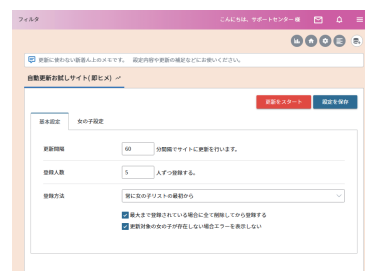 フィルタ
こんにちは、サポートセンター 様
更新に使わない新着ん上のメモです。 設定内容や更新の補足などにお使いください。
自動更新お試しサイト(即ヒメ)
更新をスタート
設定を保存
基本設定
女の子設定
更新間隔
60
分間隔でサイトに更新を行います。
登録人数
5
人ずつ登録する。
登録方法
常に女の子リストの最初から
最大まで登録されている場合に全て削除してから登録する
更新対象の女の子が存在しない場合エラーを表示しない